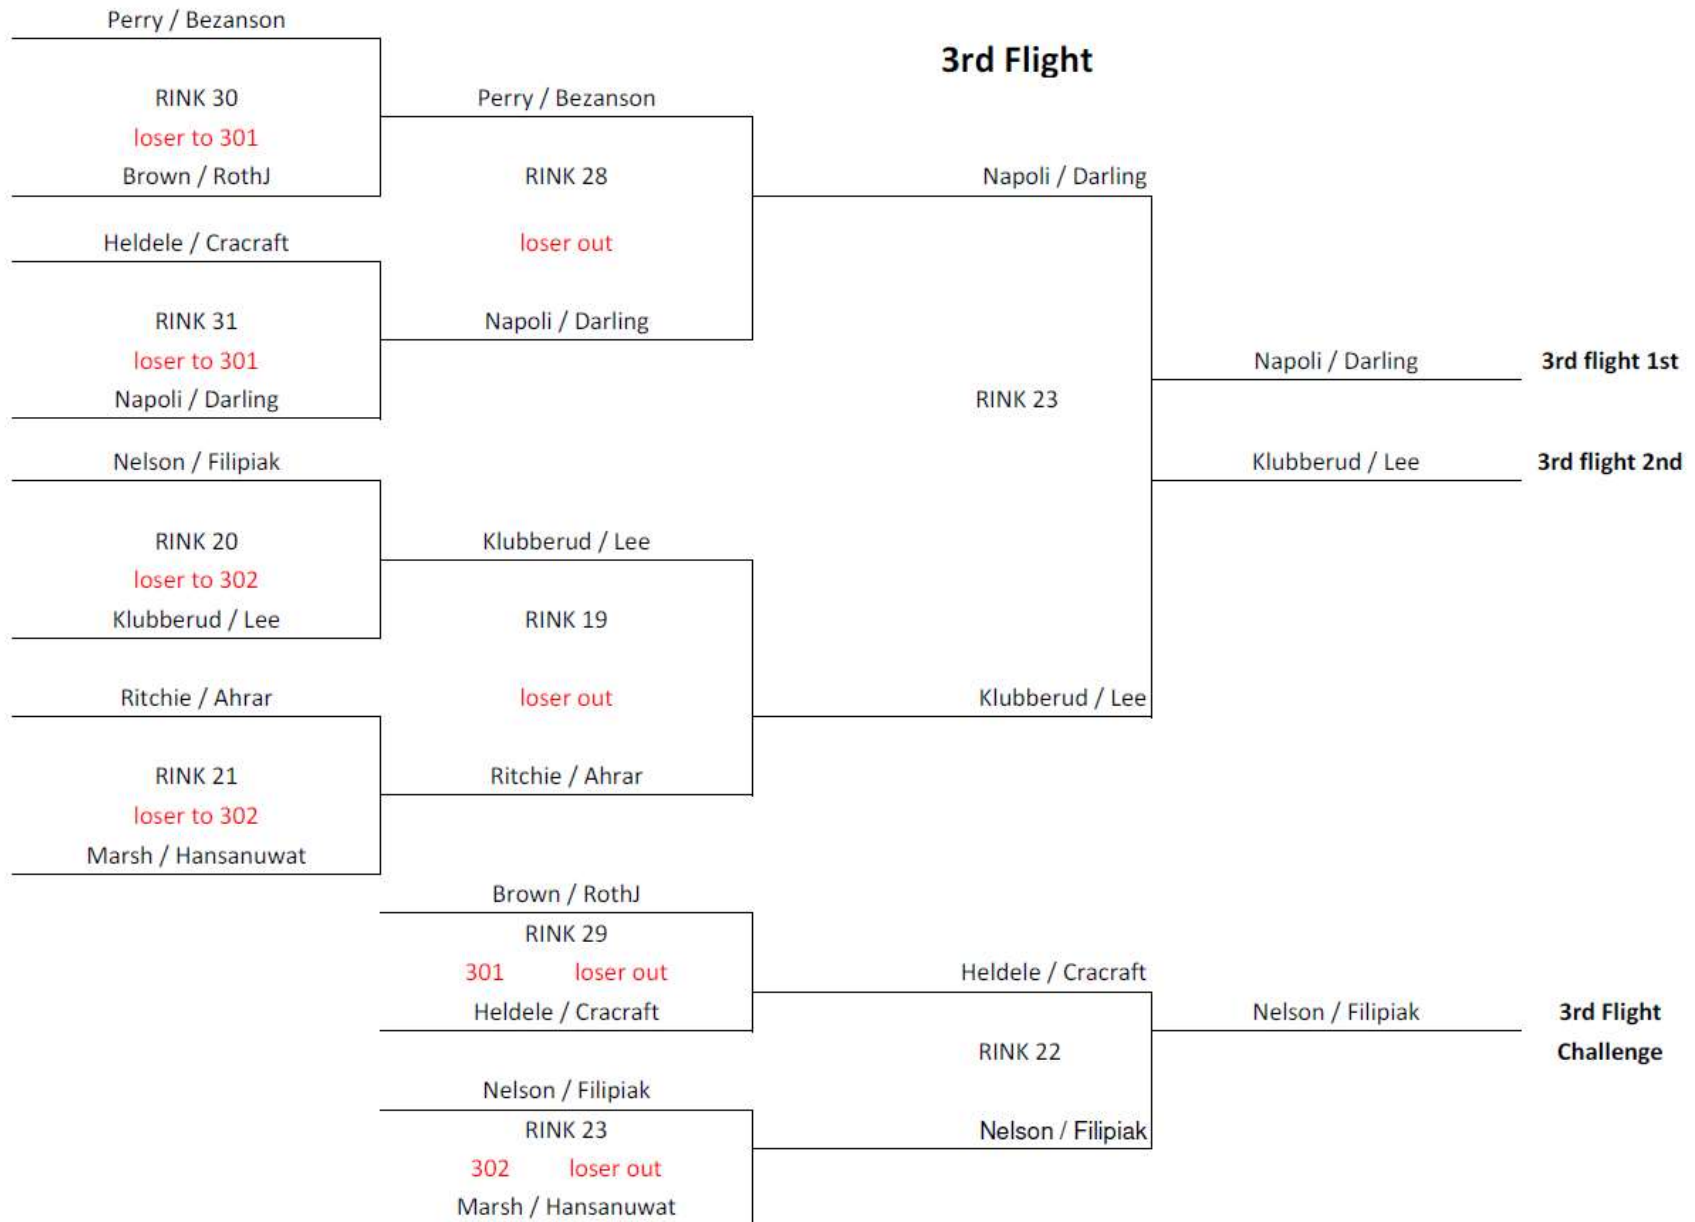 Perry / Bezanson
3rd Flight
RINK 30
Perry / Bezanson
loser to 301
Brown / RothJ
RINK 28
Napoli / Darling
Heldele / Cracraft
loser out
RINK 31
Napoli / Darling
loser to 301
Napoli / Darling
3rd flight 1st
Napoli / Darling
RINK 23
Nelson / Filipiak
Klubberud / Lee
3rd flight 2nd
RINK 20
Klubberud / Lee
loser to 302
Klubberud / Lee
RINK 19
Ritchie / Ahrar
loser out
Klubberud / Lee
RINK 21
Ritchie / Ahrar
loser to 302
Marsh / Hansanuwat
Brown / RothJ
RINK 29
301 loser out
Heldele / Cracraft
Heldele / Cracraft
Nelson / Filipiak
3rd Flight
RINK 22
Challenge
Nelson / Filipiak
RINK 23
Nelson / Filipiak
302 loser out
Marsh / Hansanuwat